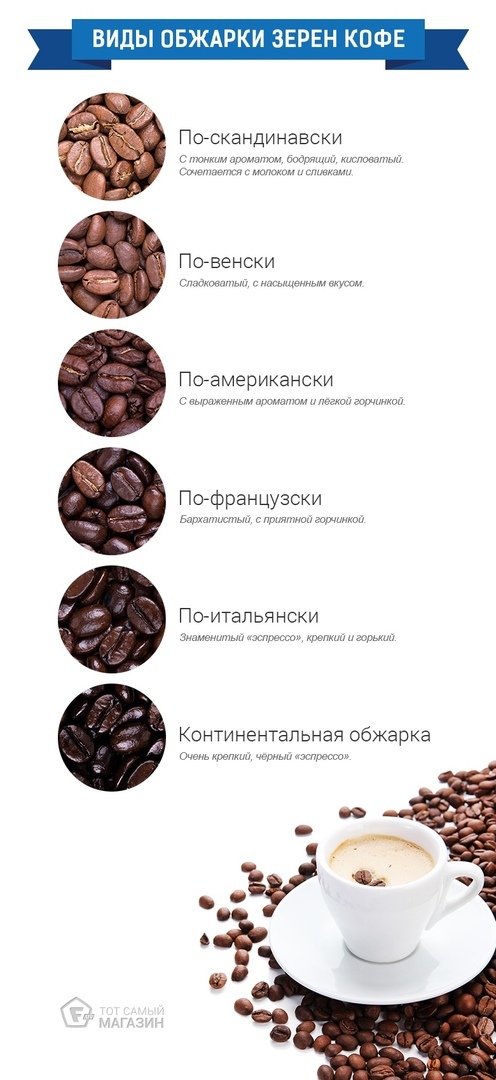 ВИДЫ ОБЖАРКИ ЗЕРЕН КОФЕ
По-скандинавски
С тонким ароматом, бодрящий, кисловатый.
Сочетается с молоком и сливками.
По-венски
Сладковатый, с насыщенным вкусом.
По-американски
С выраженным ароматом и лёгкой горчинкой.
По-французски
Бархатистый, с приятной горчинкой.
По-итальянски
Знаменитый «эспрессо», крепкий и горький.
Континентальная обжарка
Очень крепкий, чёрный «эспрессо».
ТОТ САМЫЙ
МАГАЗИН